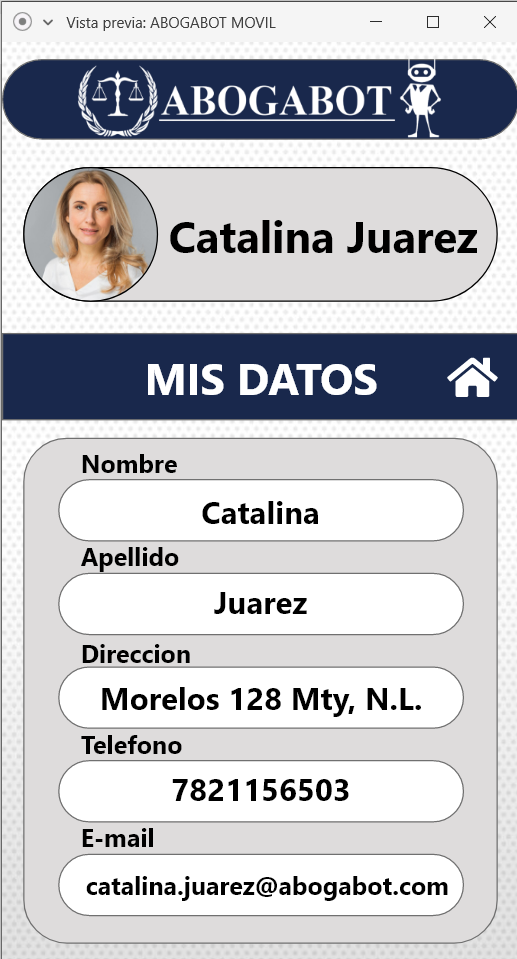 Vista previa: ABOGABOT MOVIL
ABOGABOT
Catalina Juarez
MIS DATOS
Nombre
Catalina
Apellido
Juarez
Direccion
Morelos 128 Mty, N.L.
Telefono
7821156503
E-mail
catalina.juarez@abogabot.com